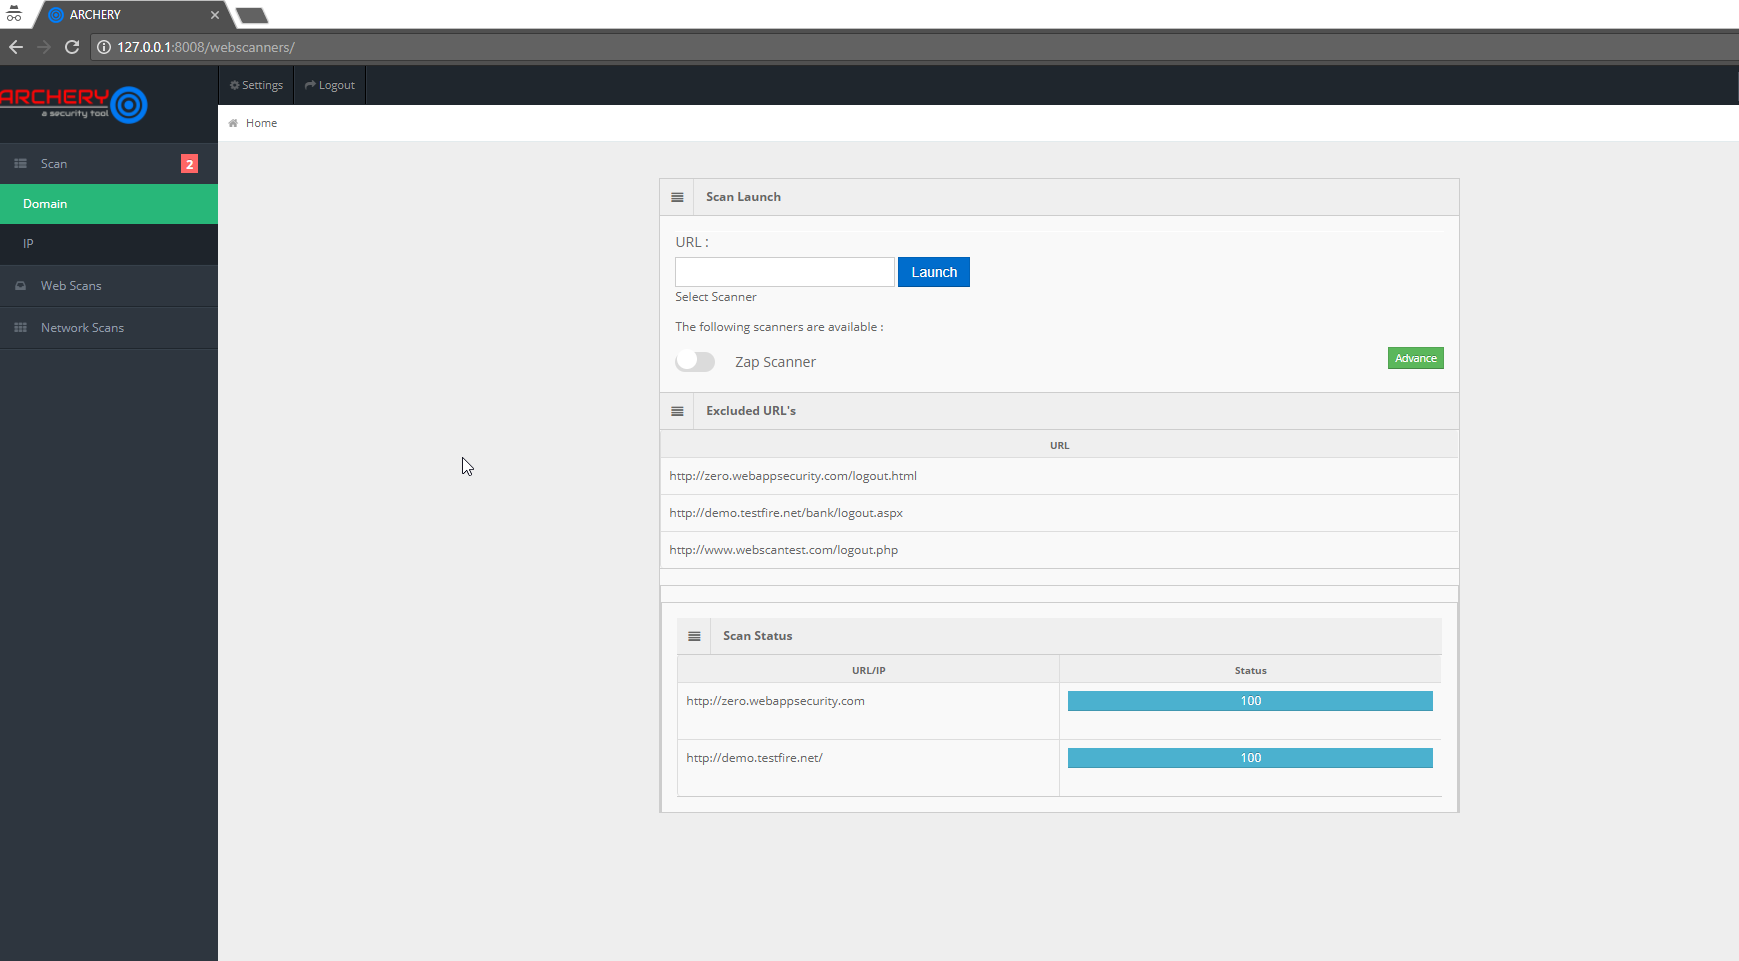 ARCHERY
127.0.0.1:8008/webscanners/
ARCHERY
a security tool
Settings
Logout
Home
Scan
2
Domain
IP
Web Scans
Network Scans
Scan Launch
URL :
Launch
Select Scanner
The following scanners are available :
Zap Scanner
Advance
Excluded URL's
URL
http://zero.webappsecurity.com/logout.html
http://demo.testfire.net/bank/logout.aspx
http://www.webscantest.com/logout.php
Scan Status
URL/IP Status
http://zero.webappsecurity.com 100
http://demo.testfire.net/ 100